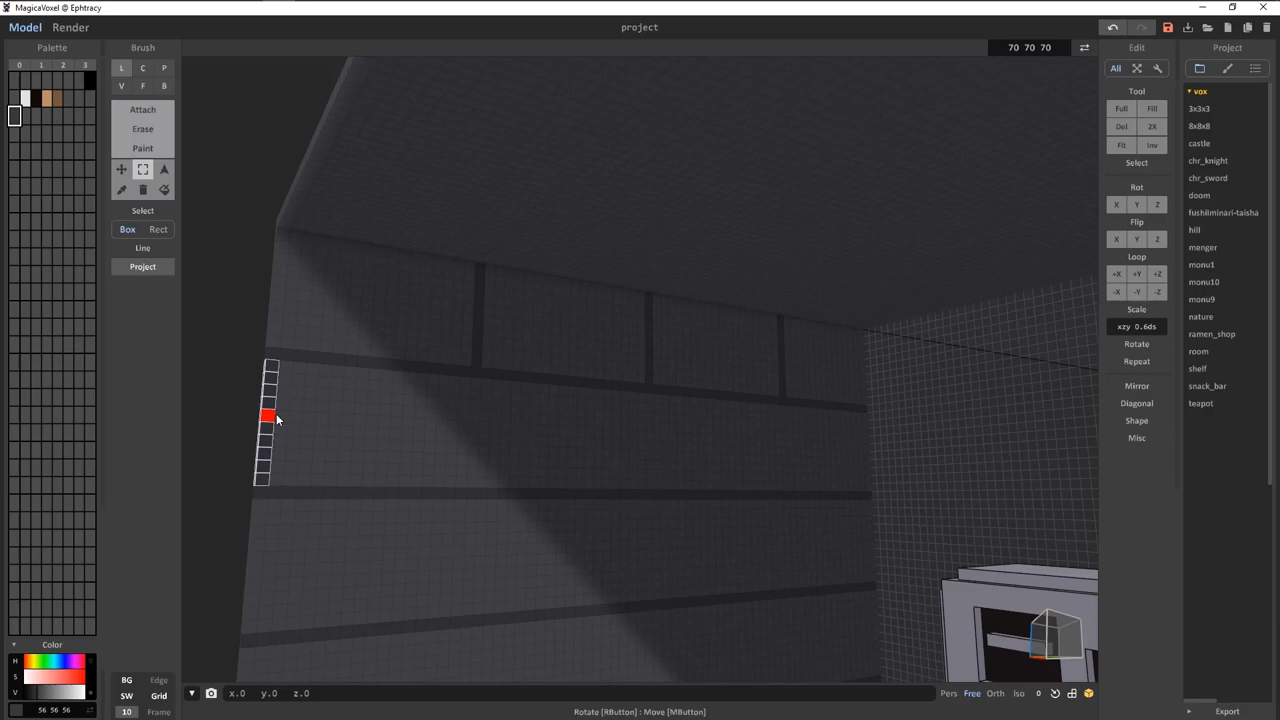 MagicaVoxel @ Ephtracy
Model Render
project
Palette
0 1 2 3
Brush
L C P
V F B
Attach
Erase
Paint
Select
Box Rect
Line
Project
70 70 70
Edit
All
Tool
Full Fill
Del 2X
Flt Inv
Select
Rot
X Y Z
Flip
X Y Z
Loop
+X +Y +Z
-X -Y -Z
Scale
xzy 0.6ds
Rotate
Repeat
Mirror
Diagonal
Shape
Misc
Project
vox
3x3x3
8x8x8
castle
chr_knight
chr_sword
doom
fushiIminari-taisha
hill
menger
monu1
monu10
monu9
nature
ramen_shop
room
shelf
snack_bar
teapot
Export
Color
H
S
V
56 56 56
BG Edge
SW Grid
10 Frame
x.0 y.0 z.0
Pers Free Orth Iso 0
Rotate [RButton] : Move [MButton]